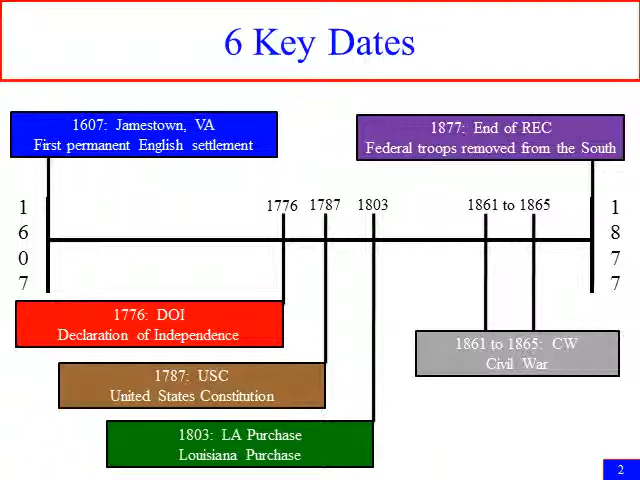 6 Key Dates
1607: Jamestown, VA
First permanent English settlement
1877: End of REC
Federal troops removed from the South
1776
1787
1803
1861 to 1865
1
6
0
7
1
8
7
7
1776: DOI
Declaration of Independence
1861 to 1865: CW
Civil War
1787: USC
United States Constitution
1803: LA Purchase
Louisiana Purchase
2